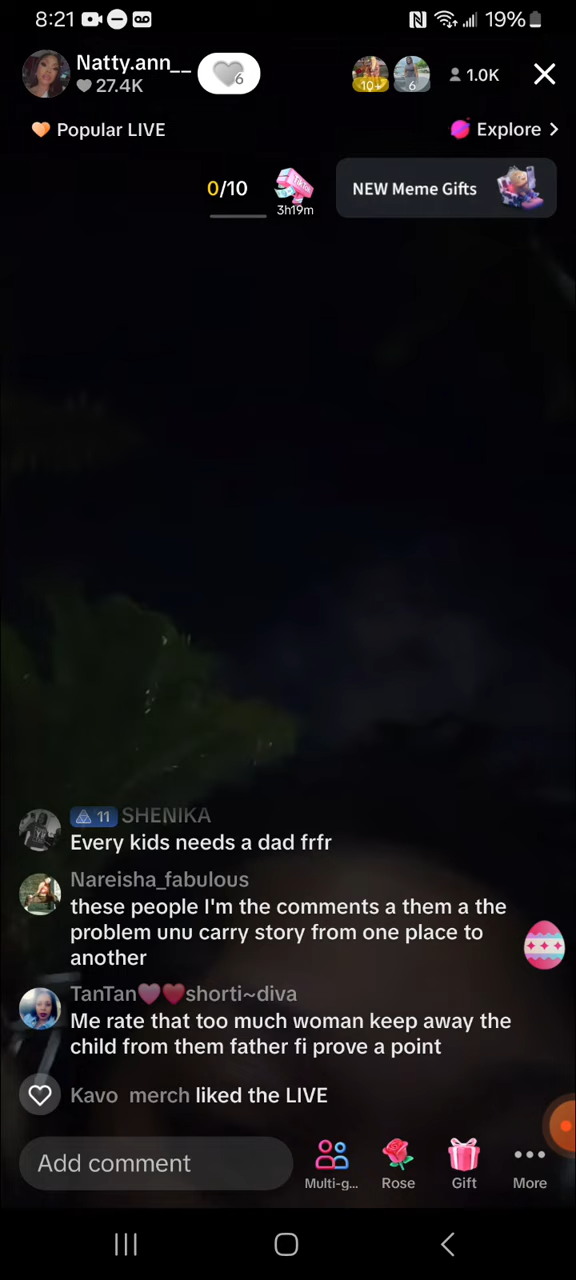 8:21
19%
Natty.ann__
27.4K
6
10+
6
1.0K
Popular LIVE
Explore
0/10
3h19m
NEW Meme Gifts
11 SHENIKA
Every kids needs a dad frfr
Nareisha_fabulous
these people I'm the comments a them a the
problem unu carry story from one place to
another
TanTan🩷❤️shorti~diva
Me rate that too much woman keep away the
child from them father fi prove a point
Kavo merch liked the LIVE
Add comment
Multi-g...
Rose
Gift
More